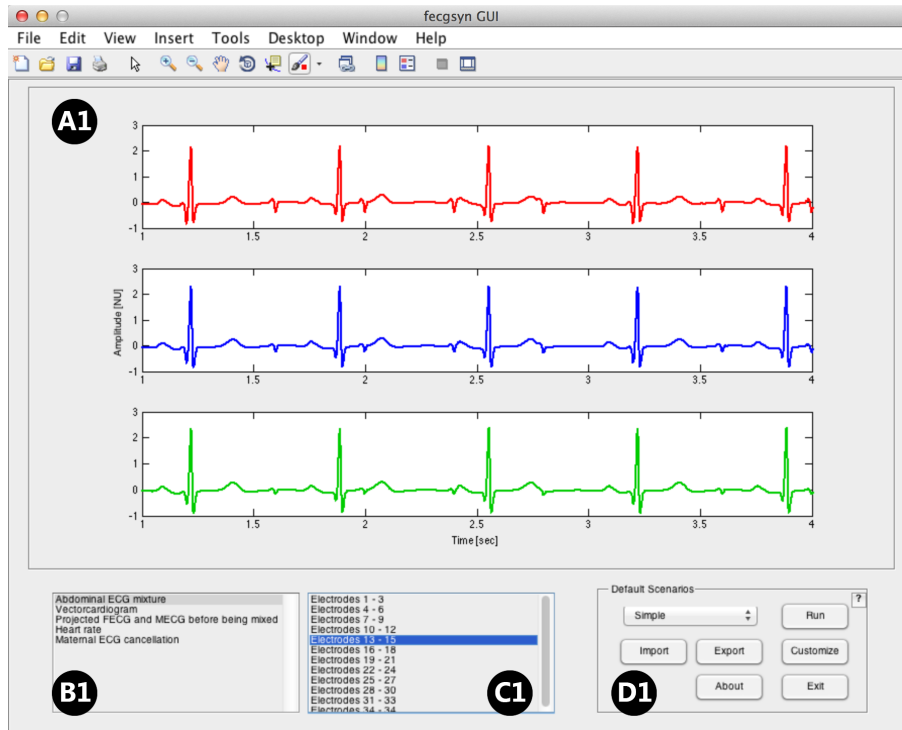 fecgsyn GUI
File Edit View Insert Tools Desktop Window Help
A1
3
2
1
0
-1
1 1.5 2 2.5 3 3.5 4
Amplitude [NU]
3
2
1
0
-1
1 1.5 2 2.5 3 3.5 4
3
2
1
0
-1
1 1.5 2 2.5 3 3.5 4
Time [sec]
Abdominal ECG mixture
Vectorcardiogram
Projected FECG and MECG before being mixed
Heart rate
Maternal ECG cancellation
B1
Electrodes 1 - 3
Electrodes 4 - 6
Electrodes 7 - 9
Electrodes 10 - 12
Electrodes 13 - 15
Electrodes 16 - 18
Electrodes 19 - 21
Electrodes 22 - 24
Electrodes 25 - 27
Electrodes 28 - 30
Electrodes 31 - 33
Electrodes 34 - 34
C1
Default Scenarios
?
Simple Run
Import Export Customize
About Exit
D1